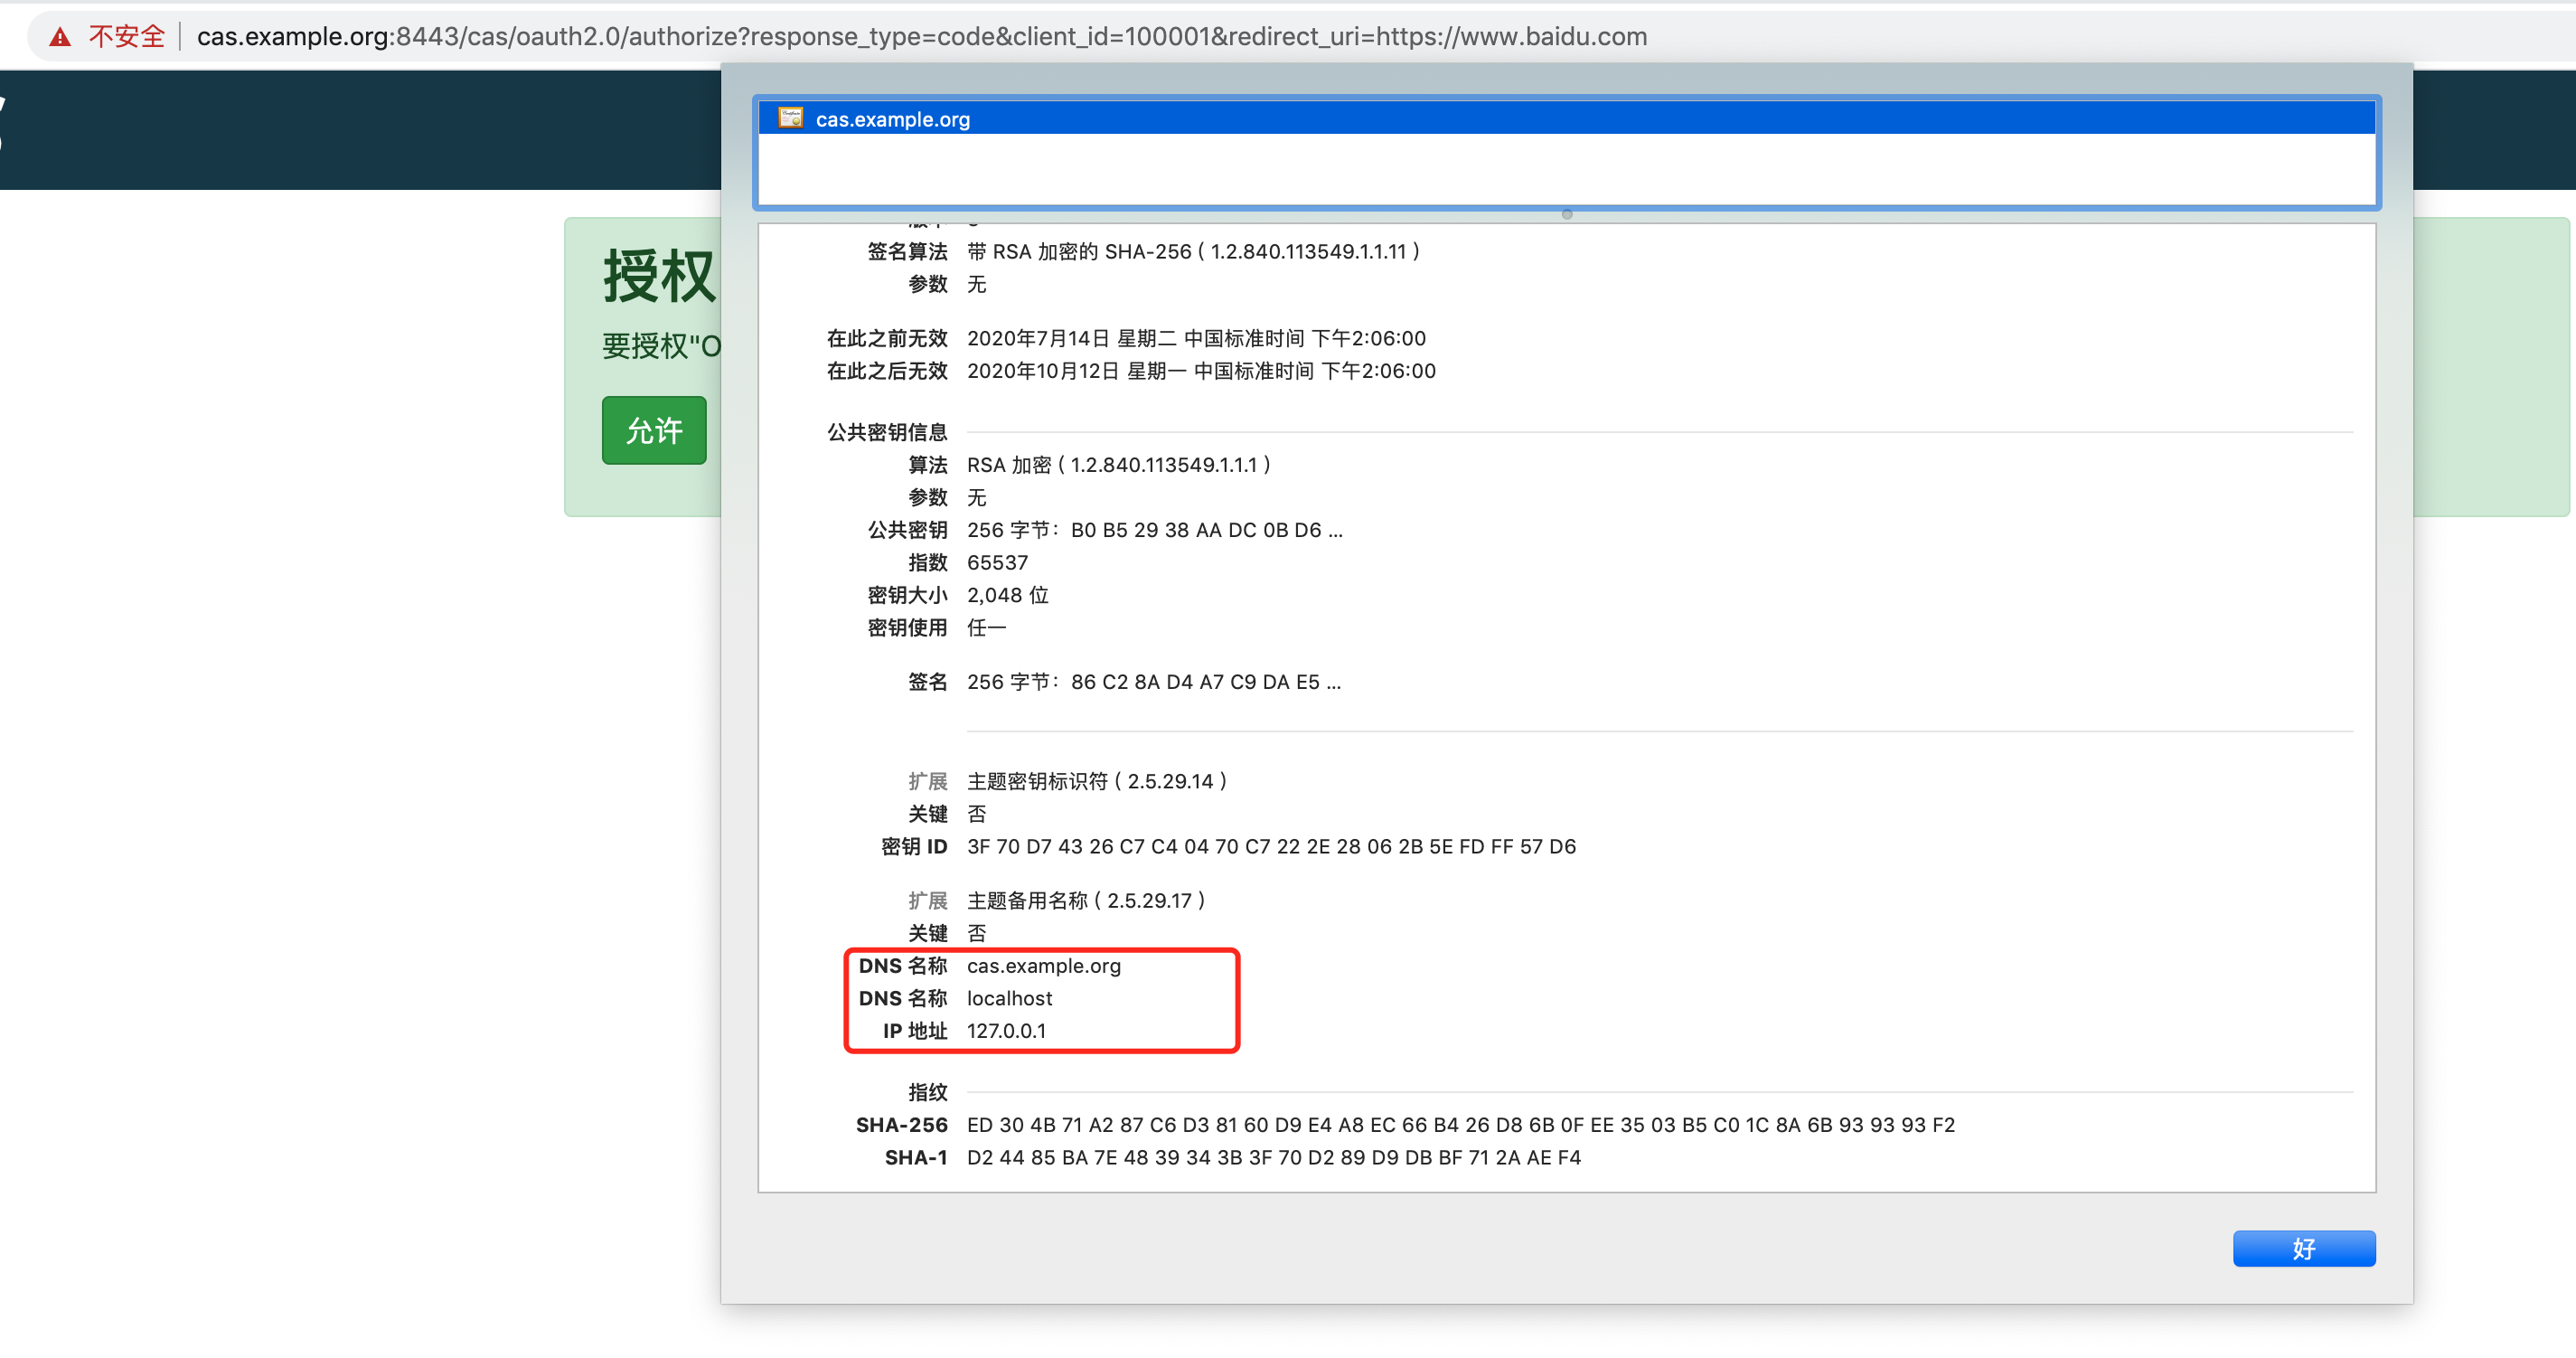 不安全 cas.example.org:8443/cas/oauth2.0/authorize?response_type=code&client_id=100001&redirect_uri=https://www.baidu.com
cas.example.org
授权
要授权"O
允许
签名算法 带 RSA 加密的 SHA-256 ( 1.2.840.113549.1.1.11 )
参数 无
在此之前无效 2020年7月14日 星期二 中国标准时间 下午2:06:00
在此之后无效 2020年10月12日 星期一 中国标准时间 下午2:06:00
公共密钥信息
算法 RSA 加密 ( 1.2.840.113549.1.1.1 )
参数 无
公共密钥 256 字节：B0 B5 29 38 AA DC 0B D6 ...
指数 65537
密钥大小 2,048 位
密钥使用 任一
签名 256 字节：86 C2 8A D4 A7 C9 DA E5 ...
扩展 主题密钥标识符 ( 2.5.29.14 )
关键 否
密钥 ID 3F 70 D7 43 26 C7 C4 04 70 C7 22 2E 28 06 2B 5E FD FF 57 D6
扩展 主题备用名称 ( 2.5.29.17 )
关键 否
DNS 名称 cas.example.org
DNS 名称 localhost
IP 地址 127.0.0.1
指纹
SHA-256 ED 30 4B 71 A2 87 C6 D3 81 60 D9 E4 A8 EC 66 B4 26 D8 6B 0F EE 35 03 B5 C0 1C 8A 6B 93 93 93 F2
SHA-1 D2 44 85 BA 7E 48 39 34 3B 3F 70 D2 89 D9 DB BF 71 2A AE F4
好